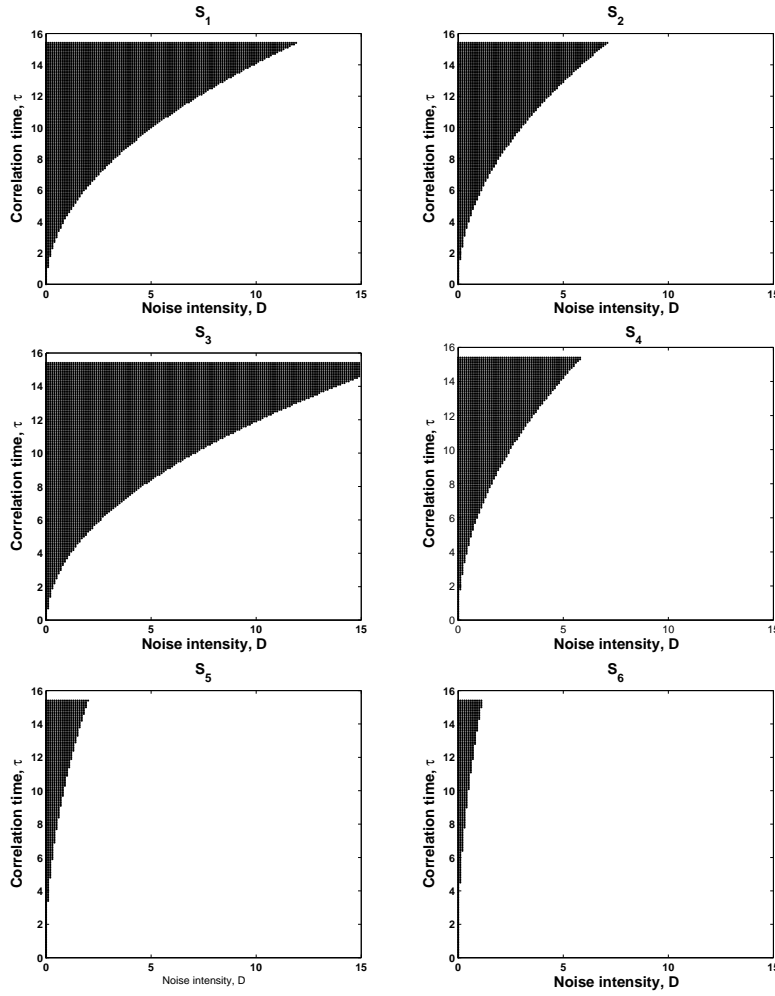 S1
16
14
12
10
8
6
4
2
0
Correlation time, τ
0 5 10 15
Noise intensity, D
S2
16
14
12
10
8
6
4
2
0
Correlation time, τ
0 5 10 15
Noise intensity, D
S3
16
14
12
10
8
6
4
2
0
Correlation time, τ
0 5 10 15
Noise intensity, D
S4
16
14
12
10
8
6
4
2
0
Correlation time, τ
0 5 10 15
Noise intensity, D
S5
16
14
12
10
8
6
4
2
0
Correlation time, τ
0 5 10 15
Noise intensity, D
S6
16
14
12
10
8
6
4
2
0
Correlation time, τ
0 5 10 15
Noise intensity, D